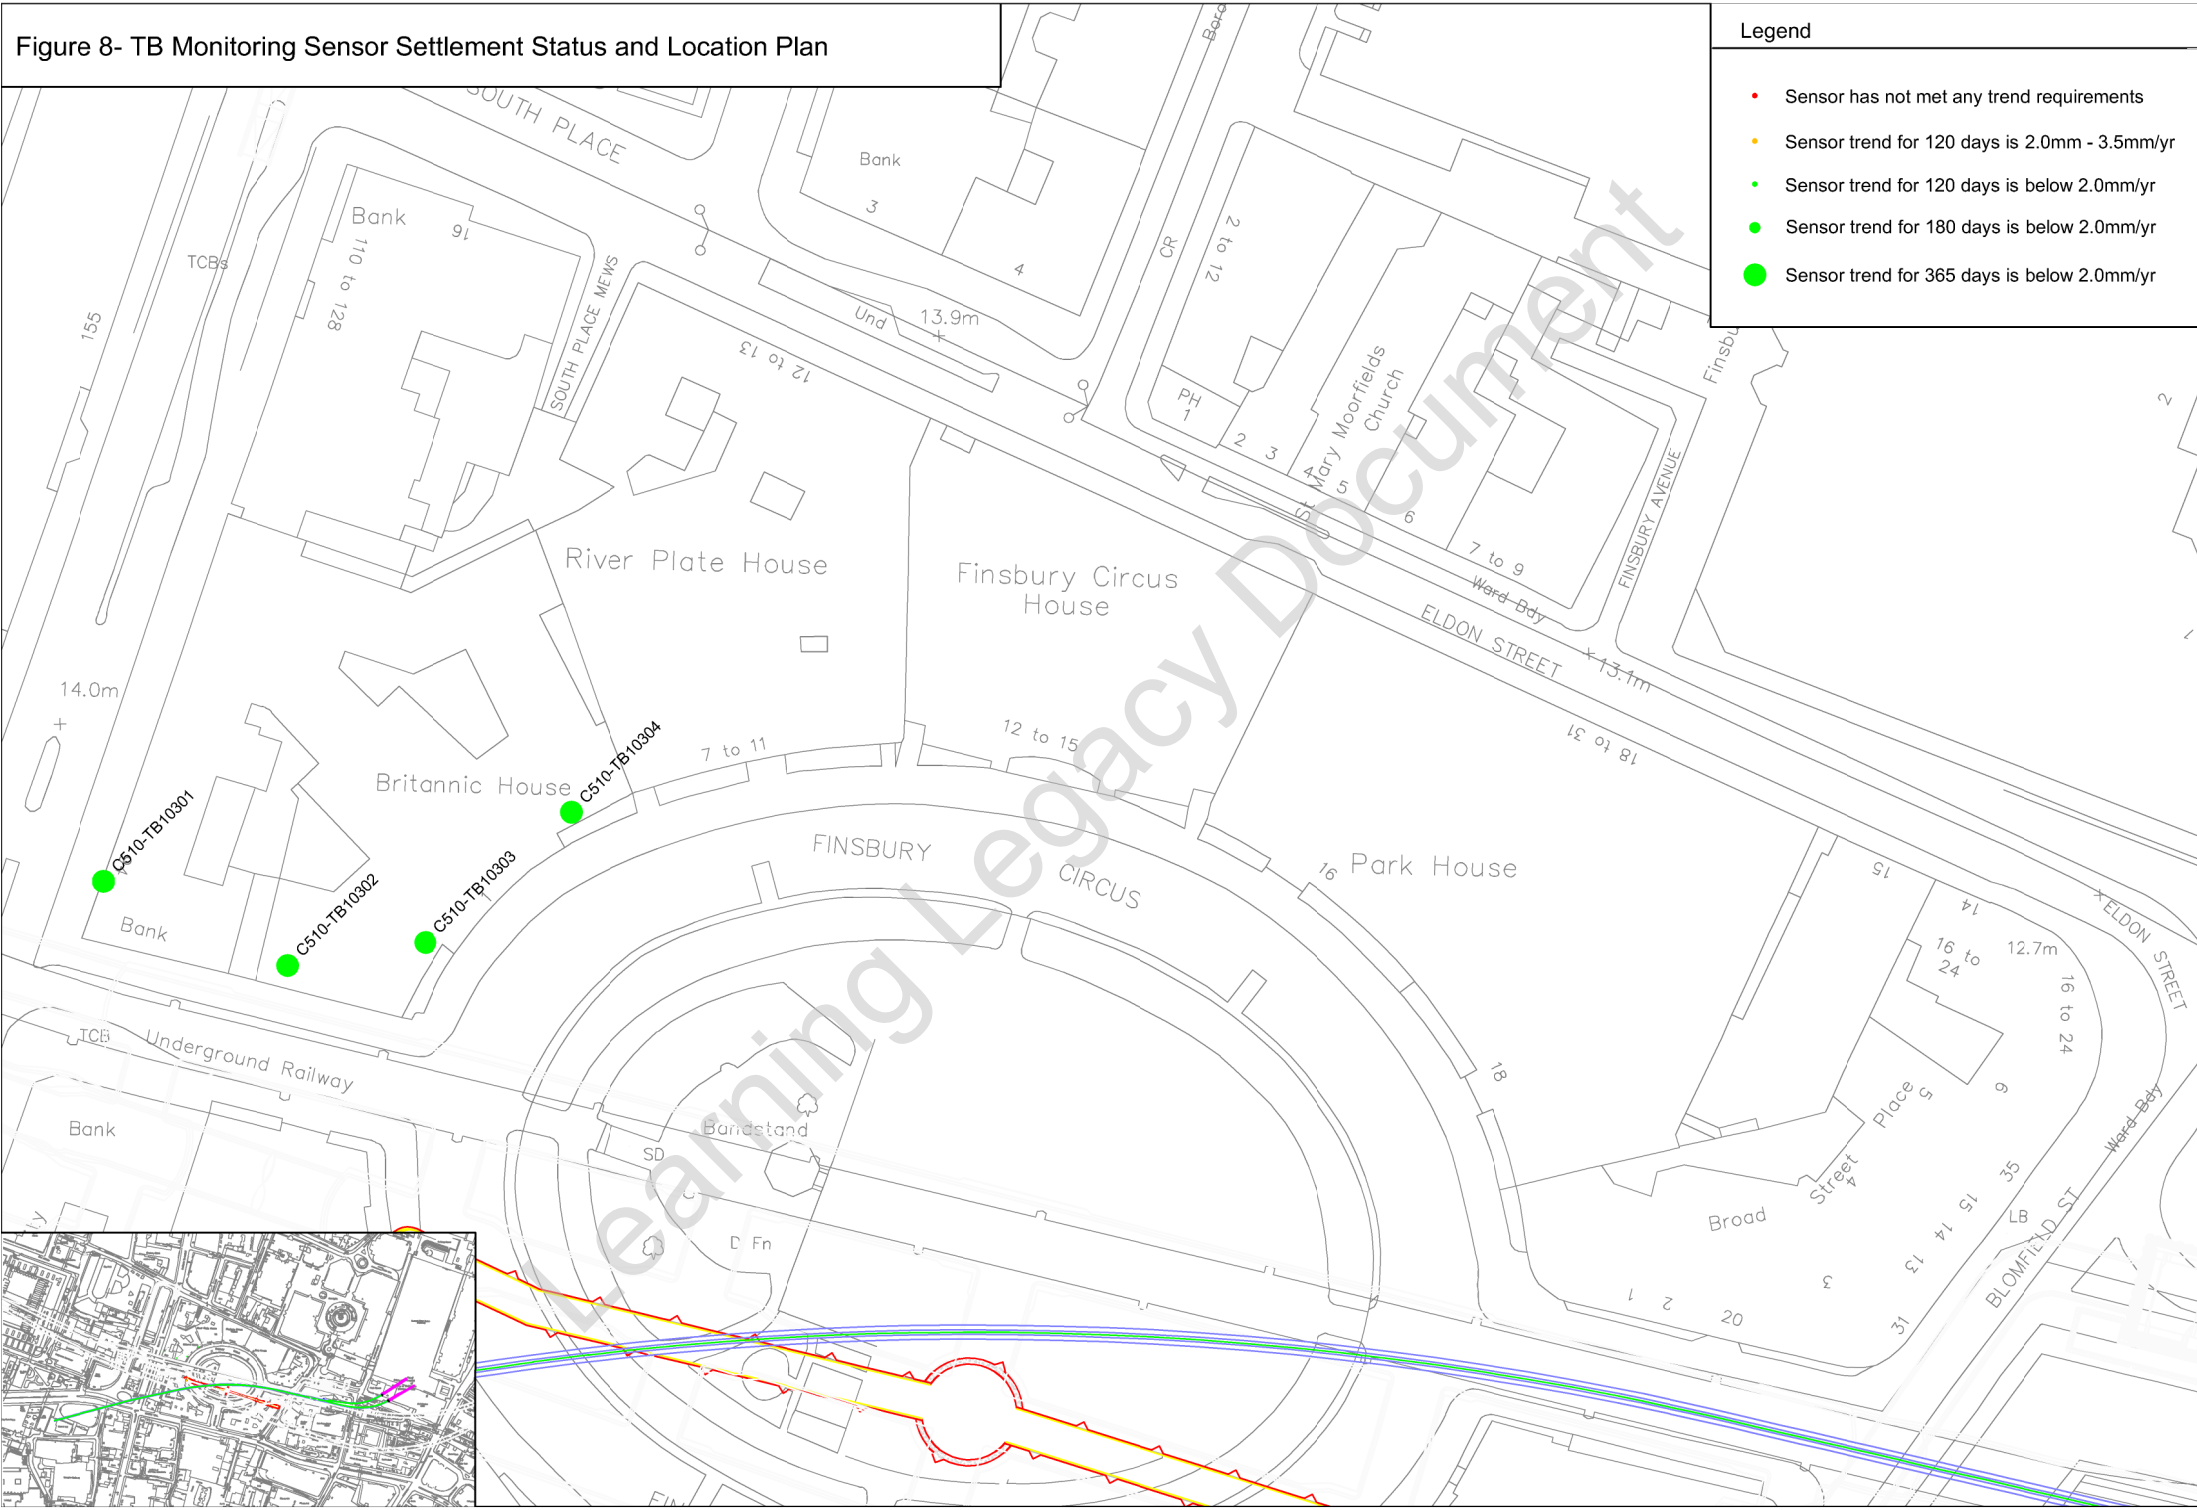 Figure 8- TB Monitoring Sensor Settlement Status and Location Plan
Legend
Sensor has not met any trend requirements
Sensor trend for 120 days is 2.0mm - 3.5mm/yr
Sensor trend for 120 days is below 2.0mm/yr
Sensor trend for 180 days is below 2.0mm/yr
Sensor trend for 365 days is below 2.0mm/yr
SOUTH PLACE
Bank
3
4
Bank
16
110 to 128
TCBs
155
SOUTH PLACE MEWS
Und
13.9m
12 to 13
CR
2 to 12
PH
1
2
3
4
5
6
7 to 9
St Mary Moorfields
Church
FINSBURY AVENUE
Finsbu
2
1
Ward Bdy
ELDON STREET
13.1m
18 to 31
River Plate House
Finsbury Circus
House
14.0m
Britannic House
7 to 11
12 to 15
C510-TB10304
C510-TB10301
C510-TB10302
C510-TB10303
Bank
FINSBURY
CIRCUS
16
Park House
15
14
16 to
24
12.7m
16 to 24
ELDON STREET
18
TCB
Underground Railway
Bank
Bandstand
SD
D Fn
Broad
Street
Place
5
6
4
3
35
15
14
13
31
1
2
20
LB
Ward Bdy
BLOMFIELD ST
Learning Legacy Document